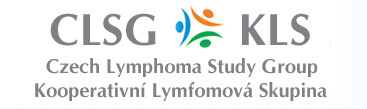 CLSG KLS
Czech Lymphoma Study Group
Kooperativní Lymfomová Skupina